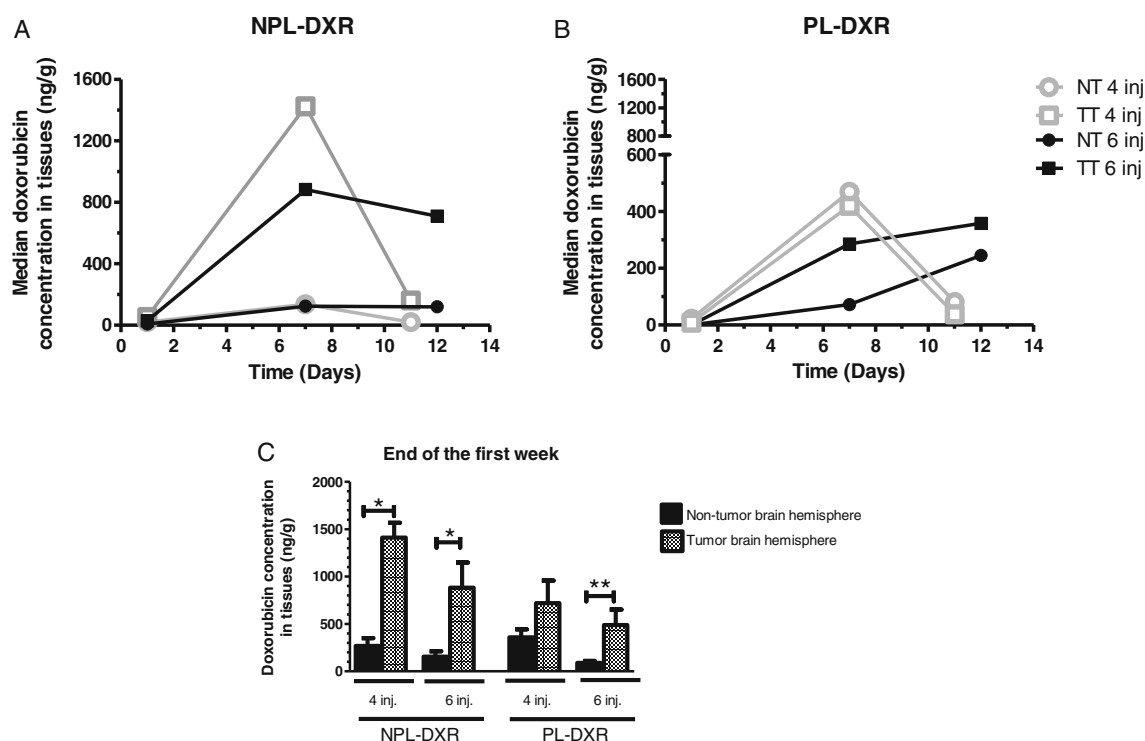 A
NPL-DXR
Median doxorubicin
concentration in tissues (ng/g)
1600
1400
800
400
0
0 2 4 6 8 10 12 14
Time (Days)
B
PL-DXR
Median doxorubicin
concentration in tissues (ng/g)
1600
1400
1200
1000
800
600
400
200
0
0 2 4 6 8 10 12 14
Time (Days)
NT 4 inj
TT 4 inj
NT 6 inj
TT 6 inj
C
End of the first week
Doxorubicin concentration
in tissues (ng/g)
2000
1500
1000
500
0
* * **
4 inj. 6 inj. 4 inj. 6 inj.
NPL-DXR PL-DXR
Non-tumor brain hemisphere
Tumor brain hemisphere